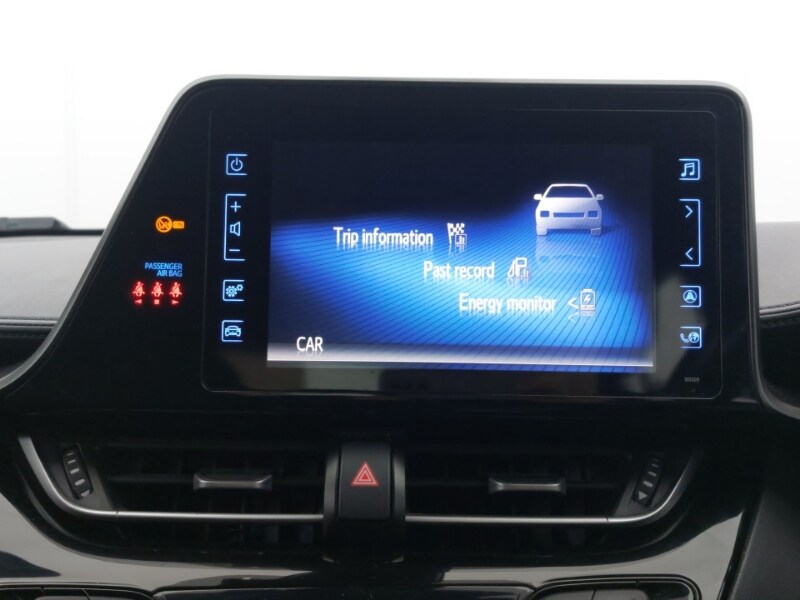 PASSENGER
AIR BAG
Trip information
Past record
Energy monitor
CAR